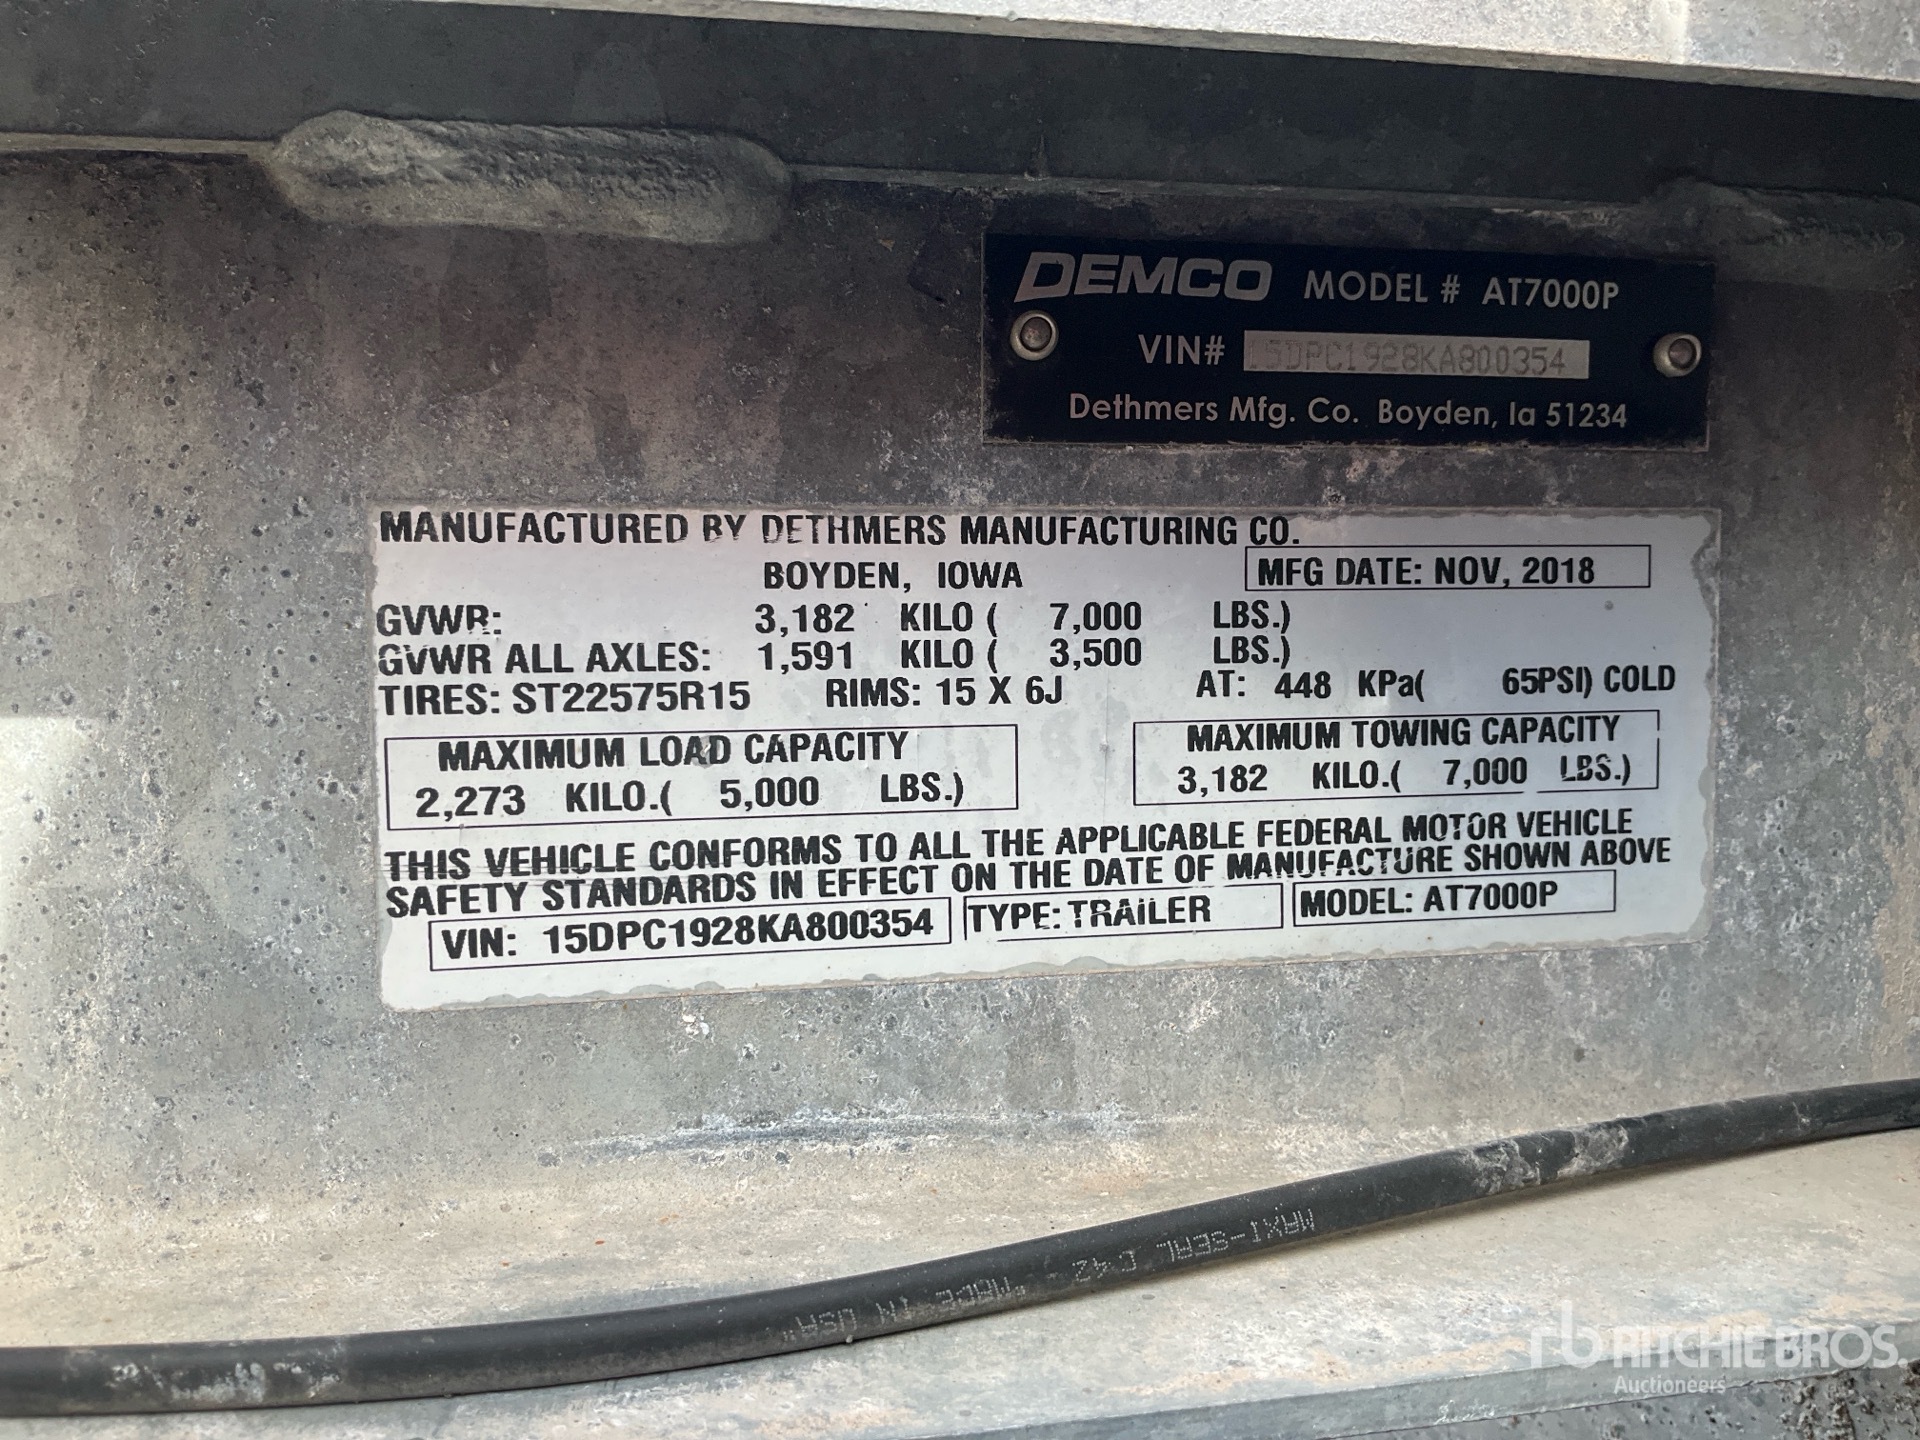 DEMCO MODEL # AT7000P
VIN# 15DPC1928KA800354
Dethmers Mfg. Co. Boyden, Ia 51234
MANUFACTURED BY DETHMERS MANUFACTURING CO.
BOYDEN, IOWA MFG DATE: NOV, 2018
GVWR: 3,182 KILO ( 7,000 LBS.)
GVWR ALL AXLES: 1,591 KILO ( 3,500 LBS.)
TIRES: ST22575R15 RIMS: 15 X 6J AT: 448 KPa( 65PSI) COLD
MAXIMUM LOAD CAPACITY MAXIMUM TOWING CAPACITY
2,273 KILO.( 5,000 LBS.) 3,182 KILO.( 7,000 LBS.)
THIS VEHICLE CONFORMS TO ALL THE APPLICABLE FEDERAL MOTOR VEHICLE
SAFETY STANDARDS IN EFFECT ON THE DATE OF MANUFACTURE SHOWN ABOVE
VIN: 15DPC1928KA800354 TYPE: TRAILER MODEL: AT7000P
MAXI-SEAL C-42 "MADE IN USA"
rb RITCHIE BROS.
Auctioneers